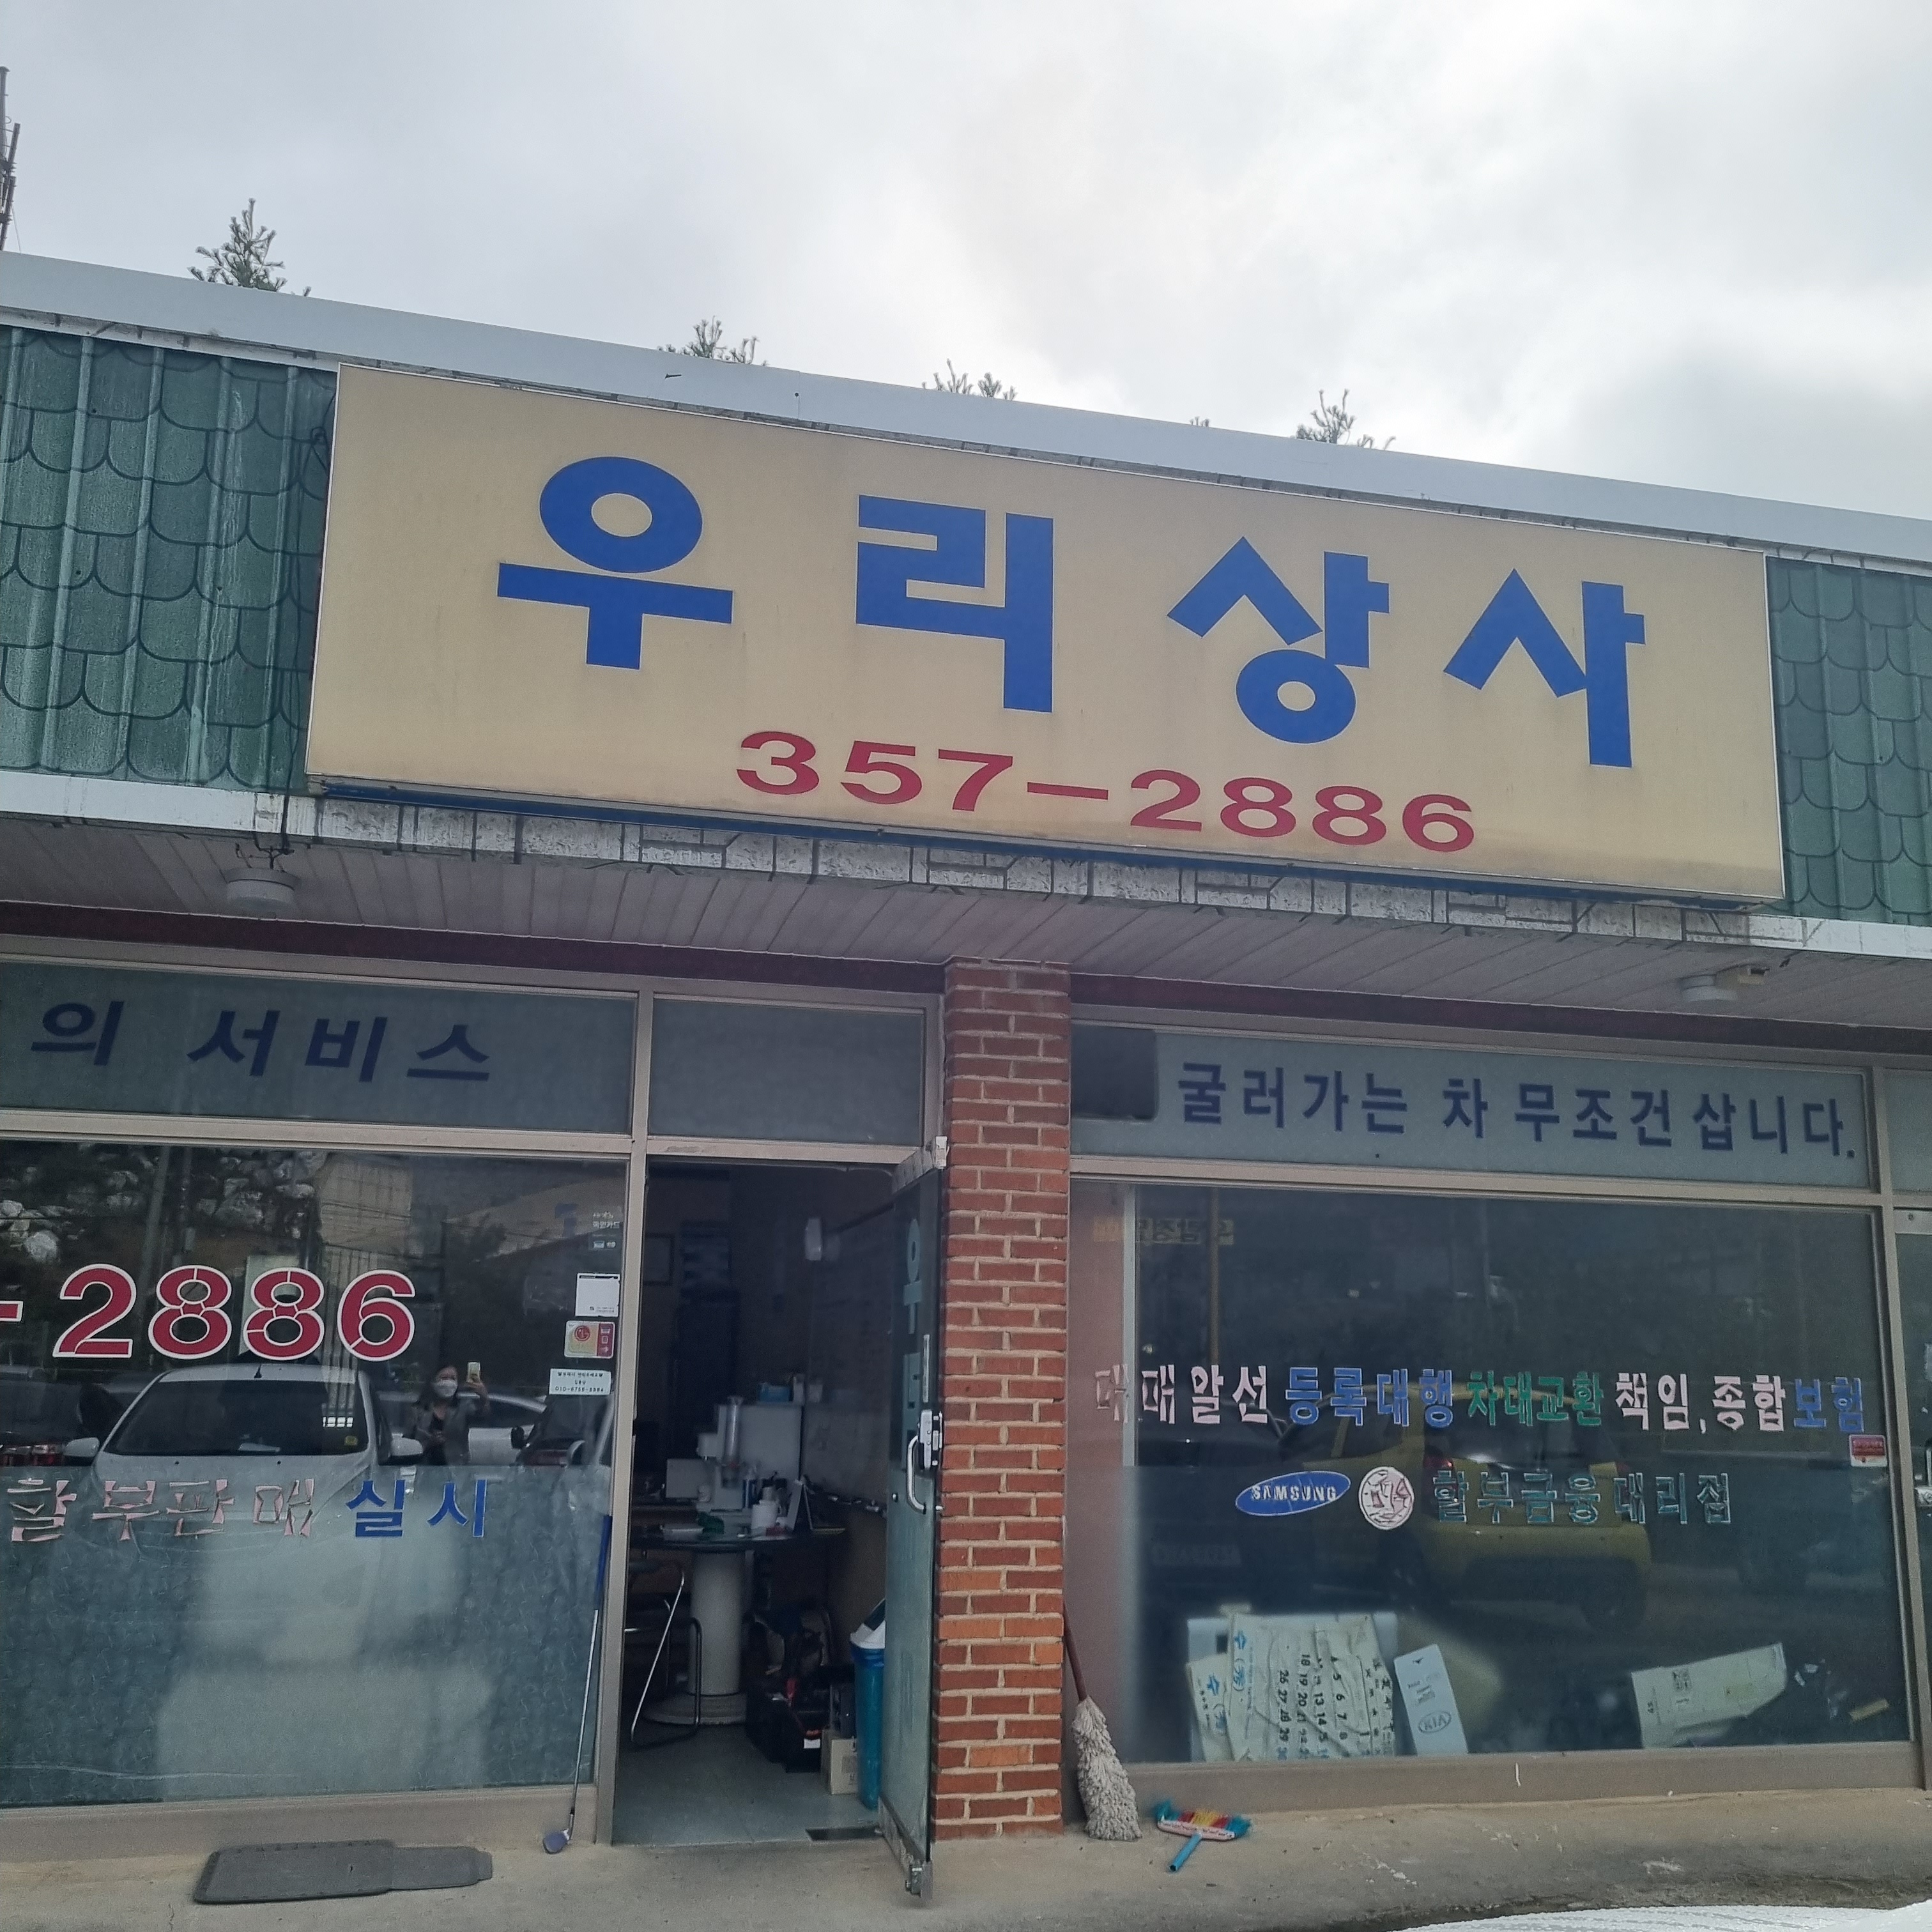 우리상사
357-2886
의 서비스
굴러가는 차 무조건 삽니다.
-2886
할부판매 실시
매매알선 등록대행 차대교환 책임,종합보험
SAMSUNG 할부금융대리점
KIA